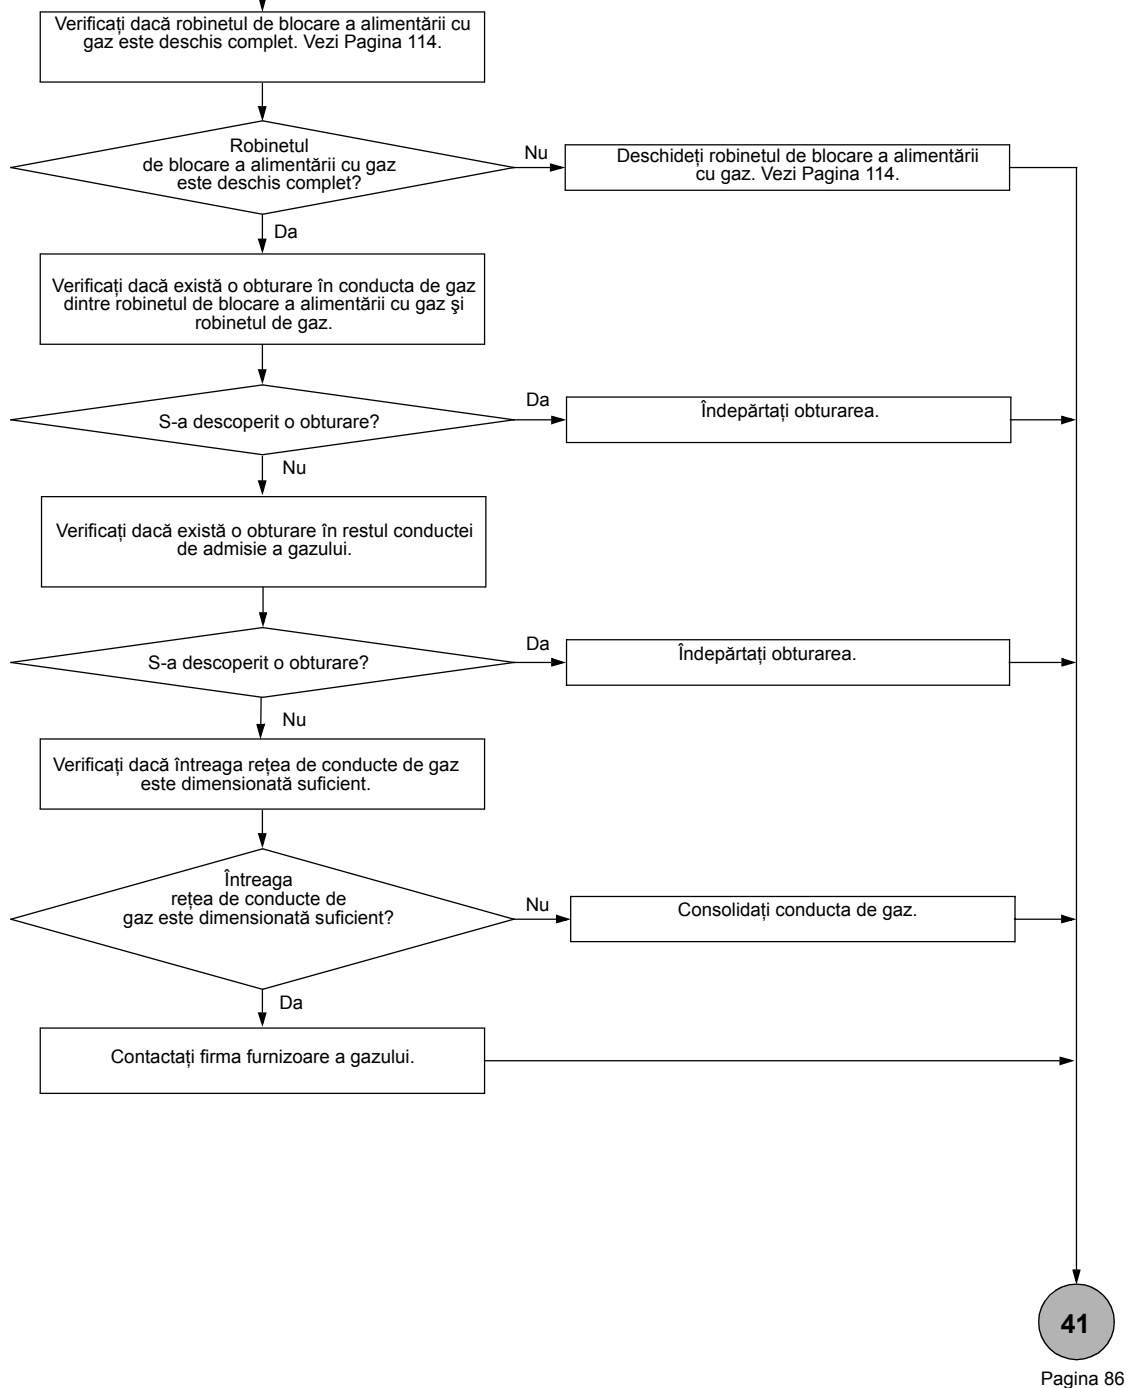 Verificați dacă robinetul de blocare a alimentării cu
gaz este deschis complet. Vezi Pagina 114.
Robinetul
de blocare a alimentării cu gaz
este deschis complet?
Nu
Deschideți robinetul de blocare a alimentării
cu gaz. Vezi Pagina 114.
Da
Verificați dacă există o obturare în conducta de gaz
dintre robinetul de blocare a alimentării cu gaz şi
robinetul de gaz.
S-a descoperit o obturare?
Da
Îndepărtați obturarea.
Nu
Verificați dacă există o obturare în restul conductei
de admisie a gazului.
S-a descoperit o obturare?
Da
Îndepărtați obturarea.
Nu
Verificați dacă întreaga rețea de conducte de gaz
este dimensionată suficient.
Întreaga
rețea de conducte de
gaz este dimensionată suficient?
Nu
Consolidați conducta de gaz.
Da
Contactați firma furnizoare a gazului.
41
Pagina 86